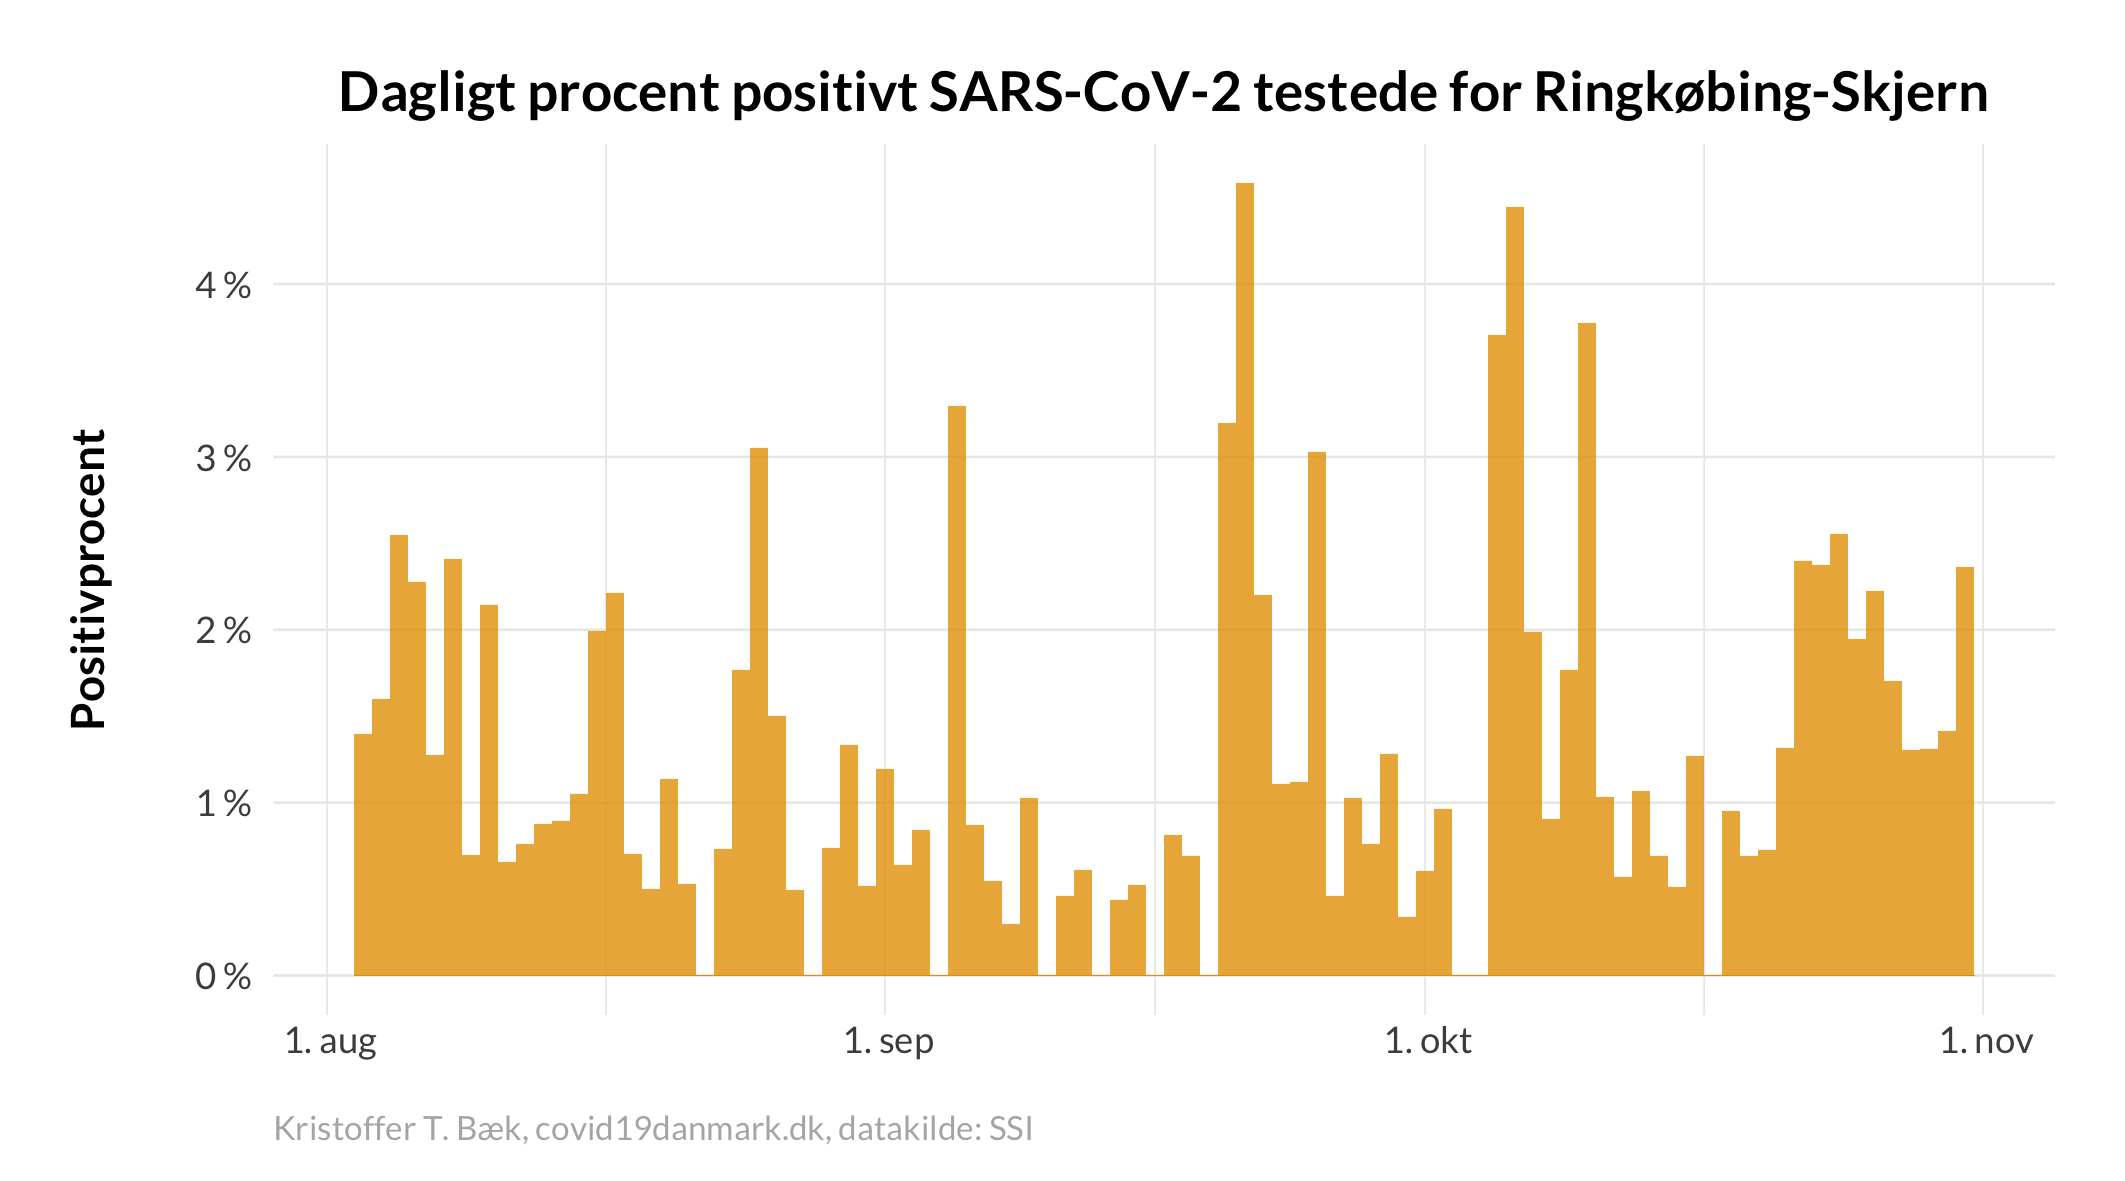 Dagligt procent positivt SARS-CoV-2 testede for Ringkøbing-Skjern
Positivprocent
4 %
3 %
2 %
1 %
0 %
1. aug
1. sep
1. okt
1. nov
Kristoffer T. Bæk, covid19danmark.dk, datakilde: SSI